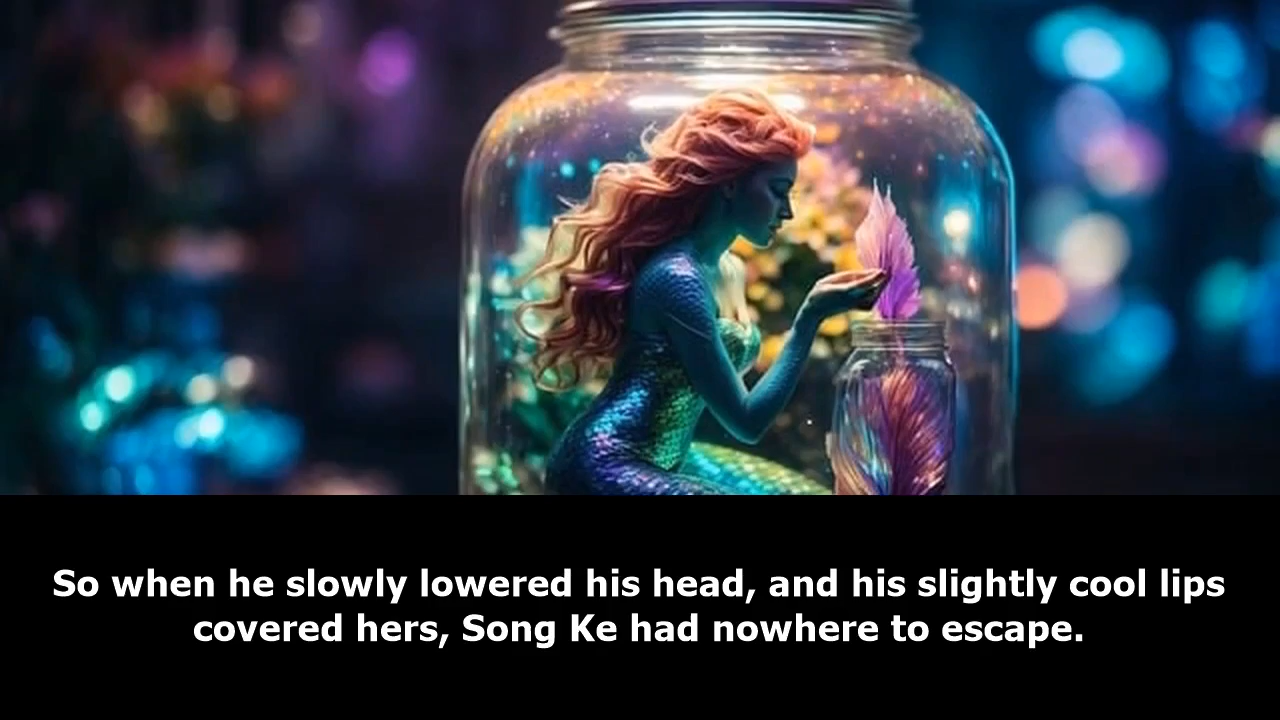 So when he slowly lowered his head, and his slightly cool lips
covered hers, Song Ke had nowhere to escape.